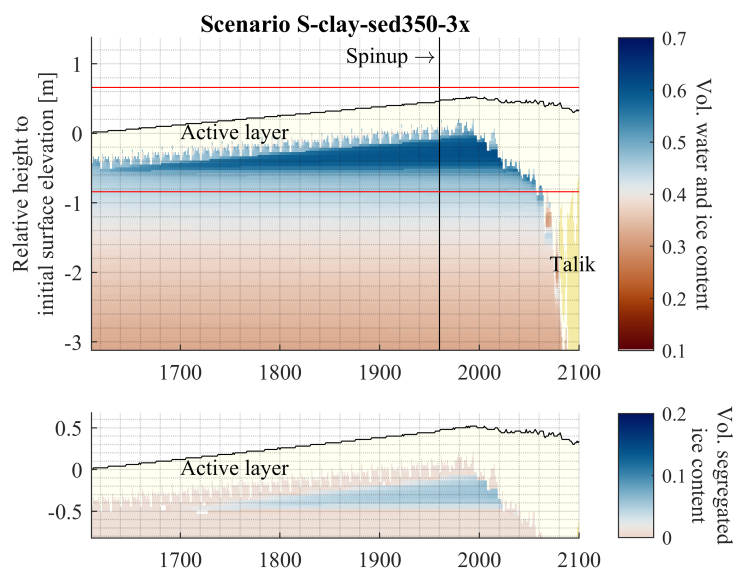 Scenario S-clay-sed350-3x
Relative height to
initial surface elevation [m]
1
0
-1
-2
-3
Spinup →
Active layer
Talik
1700
1800
1900
2000
2100
0.7
0.6
0.5
0.4
0.3
0.2
0.1
Vol. water and ice content
0.5
0
-0.5
Active layer
1700
1800
1900
2000
2100
0.2
0.1
0
Vol. segregated
ice content